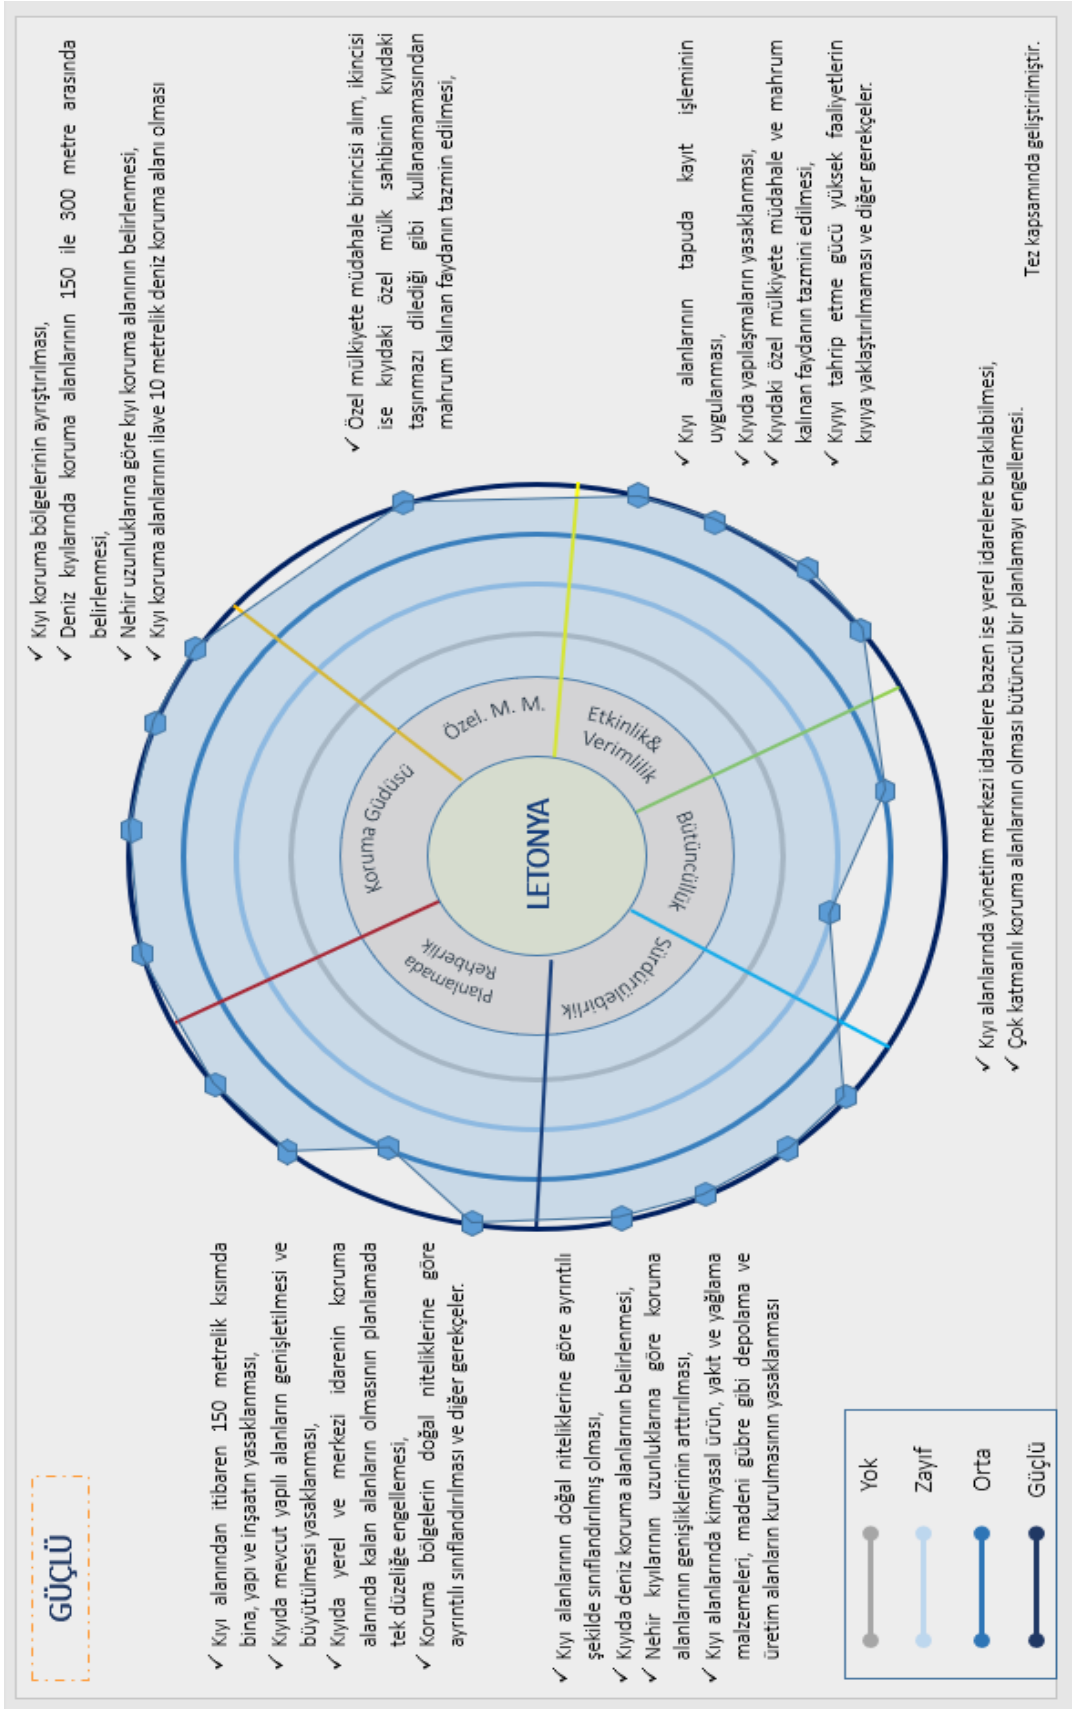 GÜÇLÜ
✓ Kıyı alanından itibaren 150 metrelik kısımda
bina, yapı ve inşaatın yasaklanması,
✓ Kıyıda mevcut yapılı alanların genişletilmesi ve
büyütülmesi yasaklanması,
✓ Kıyıda yerel ve merkezi idarenin koruma
alanında kalan alanların olmasının planlamada
tek düzeliğe engellemesi,
✓ Koruma bölgelerin doğal niteliklerine göre
ayrıntılı sınıflandırılması ve diğer gerekçeler.
✓ Kıyı alanlarının doğal niteliklerine göre ayrıntılı
şekilde sınıflandırılmış olması,
✓ Kıyıda deniz koruma alanlarının belirlenmesi,
✓ Nehir kıyılarının uzunluklarına göre koruma
alanlarının genişliklerinin arttırılması,
✓ Kıyı alanlarında kimyasal ürün, yakıt ve yağlama
malzemeleri, madeni gübre gibi depolama ve
üretim alanların kurulmasının yasaklanması
Yok
Zayıf
Orta
Güçlü
LETONYA
Planlamada
Rehberlik
Koruma Güdüsü
Özel. M. M.
Etkinlik&
Verimlilik
Bütüncüllük
Sürdürülebirlik
✓ Kıyı koruma bölgelerinin ayrıştırılması,
✓ Deniz kıyılarında koruma alanlarının 150 ile 300 metre arasında
belirlenmesi,
✓ Nehir uzunluklarına göre kıyı koruma alanının belirlenmesi,
✓ Kıyı koruma alanlarının ilave 10 metrelik deniz koruma alanı olması
✓ Özel mülkiyete müdahale birincisi alım, ikincisi
ise kıyıdaki özel mülk sahibinin kıyıdaki
taşınmazı dilediği gibi kullanamamasından
mahrum kalınan faydanın tazmin edilmesi,
✓ Kıyı alanlarının tapuda kayıt işleminin
uygulanması,
✓ Kıyıda yapılaşmaların yasaklanması,
✓ Kıyıdaki özel mülkiyete müdahale ve mahrum
kalınan faydanın tazmini edilmesi,
✓ Kıyıyı tahrip etme gücü yüksek faaliyetlerin
kıyıya yaklaştırılmaması ve diğer gerekçeler.
✓ Kıyı alanlarında yönetim merkezi idarelere bazen ise yerel idarelere bırakılabilmesi,
✓ Çok katmanlı koruma alanlarının olması bütüncül bir planlamayı engellemesi.
Tez kapsamında geliştirilmiştir.